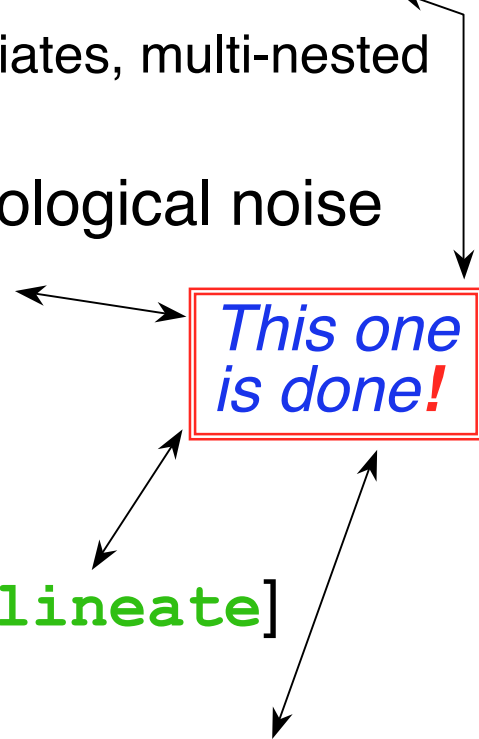 iates, multi-nested
ological noise
This one
is done!
lineate]